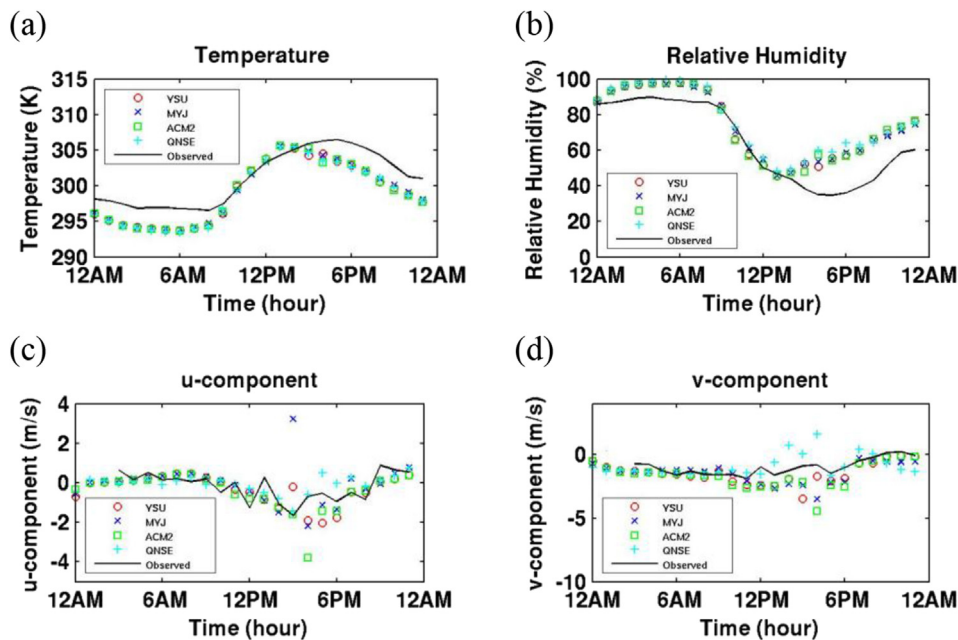 (a)
Temperature
Temperature (K)
315
310
305
300
295
290
YSU
MYJ
ACM2
QNSE
Observed
12AM 6AM 12PM 6PM 12AM
Time (hour)
(b)
Relative Humidity
Relative Humidity (%)
100
80
60
40
20
0
YSU
MYJ
ACM2
QNSE
Observed
12AM 6AM 12PM 6PM 12AM
Time (hour)
(c)
u-component
u-component (m/s)
4
2
0
-2
-4
YSU
MYJ
ACM2
QNSE
Observed
12AM 6AM 12PM 6PM 12AM
Time (hour)
(d)
v-component
v-component (m/s)
0
-5
-10
YSU
MYJ
ACM2
QNSE
Observed
12AM 6AM 12PM 6PM 12AM
Time (hour)